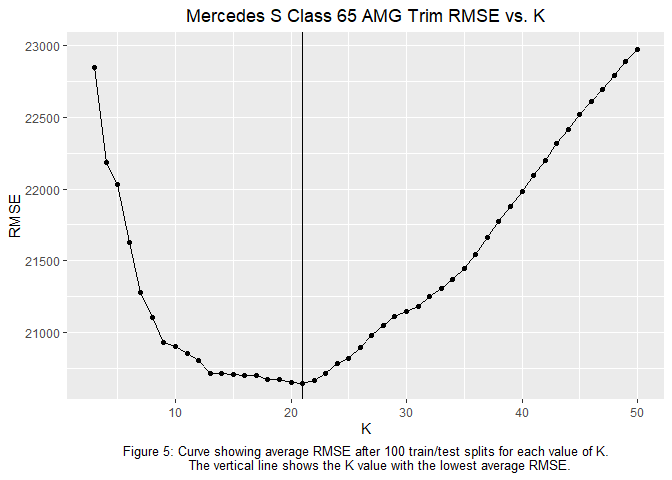 Mercedes S Class 65 AMG Trim RMSE vs. K
23000
22500
22000
21500
21000
RMSE
10
20
30
40
50
K
Figure 5: Curve showing average RMSE after 100 train/test splits for each value of K.
The vertical line shows the K value with the lowest average RMSE.